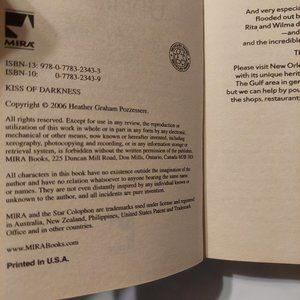 MIRA
ISBN-13: 978-0-7783-2343-3
ISBN-10: 0-7783-2343-9
KISS OF DARKNESS
Copyright © 2006 Heather Graham Pozzessere.
All rights reserved. Except for use in any review, the reproduction or
utilization of this work in whole or in part in any form by any electronic,
mechanical or other means, now known or hereafter invented, including
xerography, photocopying and recording, or in any information storage or
retrieval system, is forbidden without the written permission of the publisher,
MIRA Books, 225 Duncan Mill Road, Don Mills, Ontario, Canada M3B 3K9
All characters in this book have no existence outside the imagination of the
author and have no relation whatsoever to anyone bearing the same name
or names. They are not even distantly inspired by any individual known or
unknown to the author, and all incidents are pure invention.
MIRA and the Star Colophon are trademarks used under license and registered
in Australia, New Zealand, Philippines, United States Patent and Trademark
Office and in other countries.
www.MIRABooks.com
Printed in U.S.A.
And very especial
flooded out b
Rita and Wilma d
—and
and the incredible
Th
Please visit New Orle
with its unique herit
The Gulf area in ge
but we can help by pou
the shops, restaurant